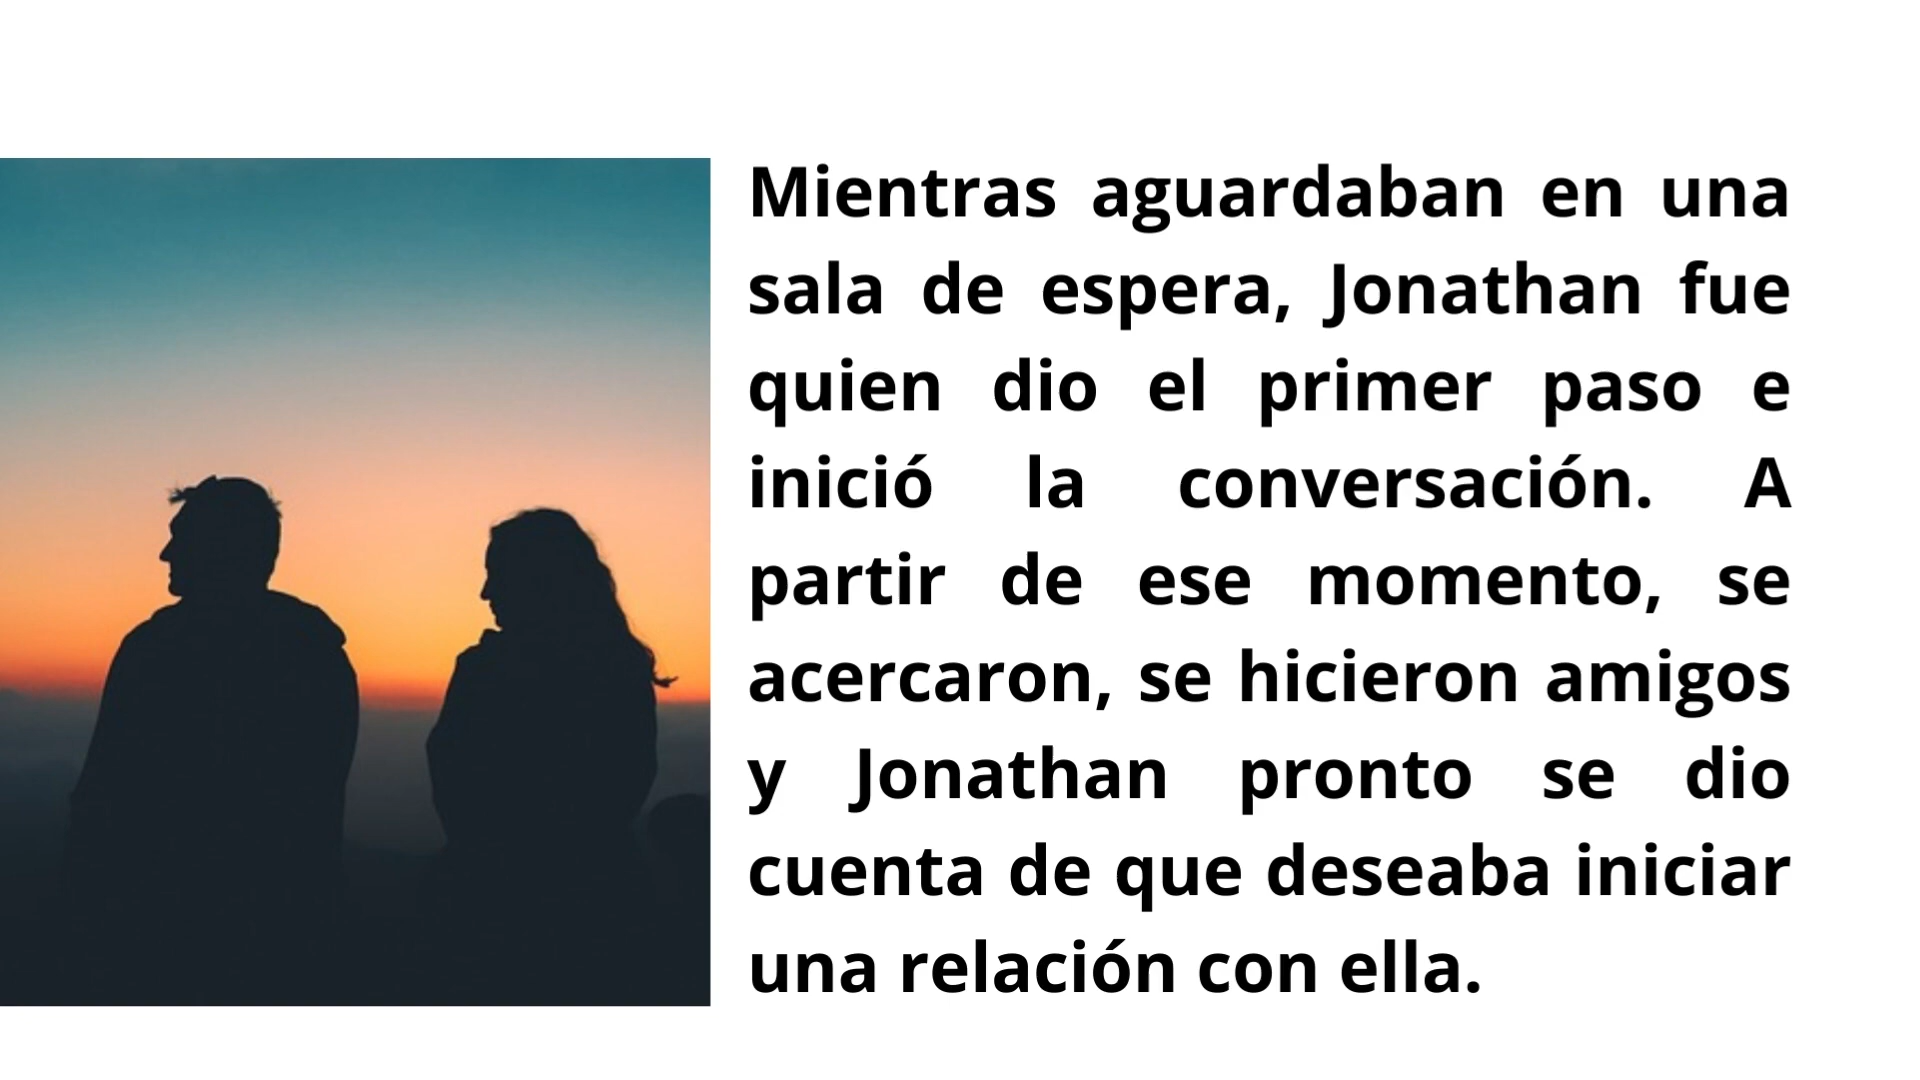 Mientras aguardaban en una
sala de espera, Jonathan fue
quien dio el primer paso e
inició la conversación. A
partir de ese momento, se
acercaron, se hicieron amigos
y Jonathan pronto se dio
cuenta de que deseaba iniciar
una relación con ella.